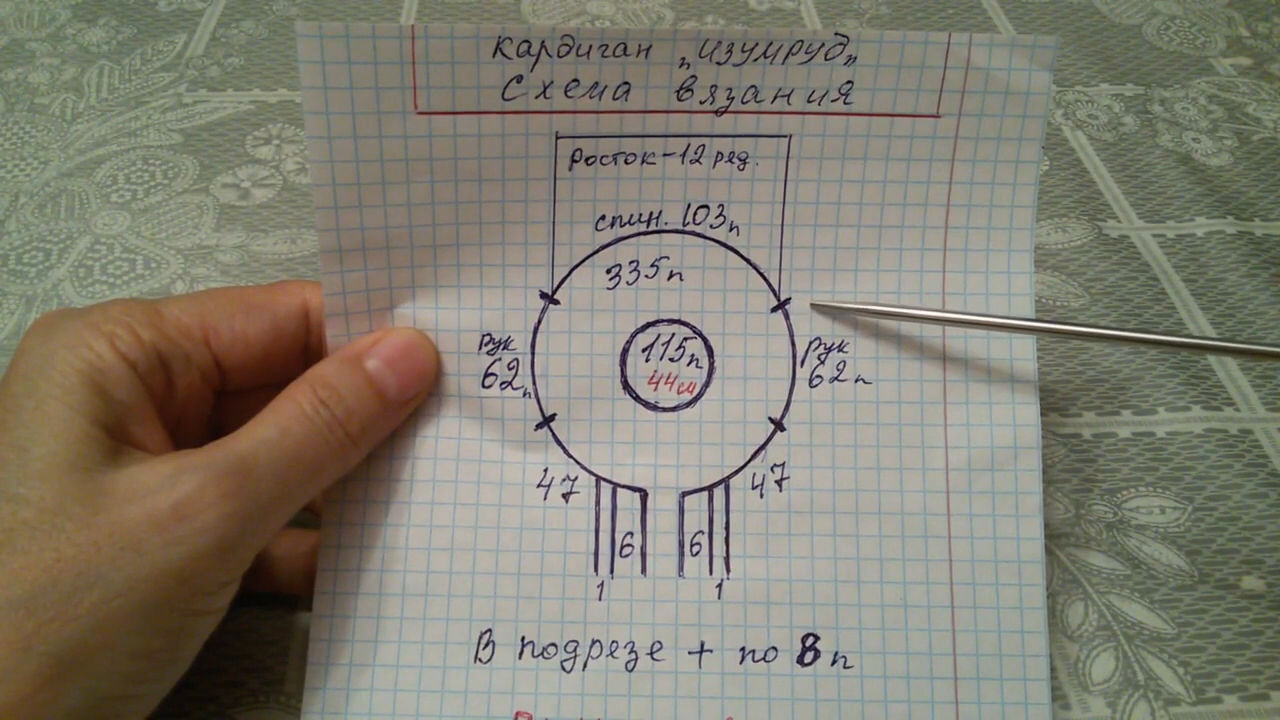 кардиган "изумруд"
Схема вязания
Росток-12 ряд.
спин. 103п
335п
115п
44см
рук
62п
рук
62п
47
47
6
6
1
1
В подрезе + по 8п